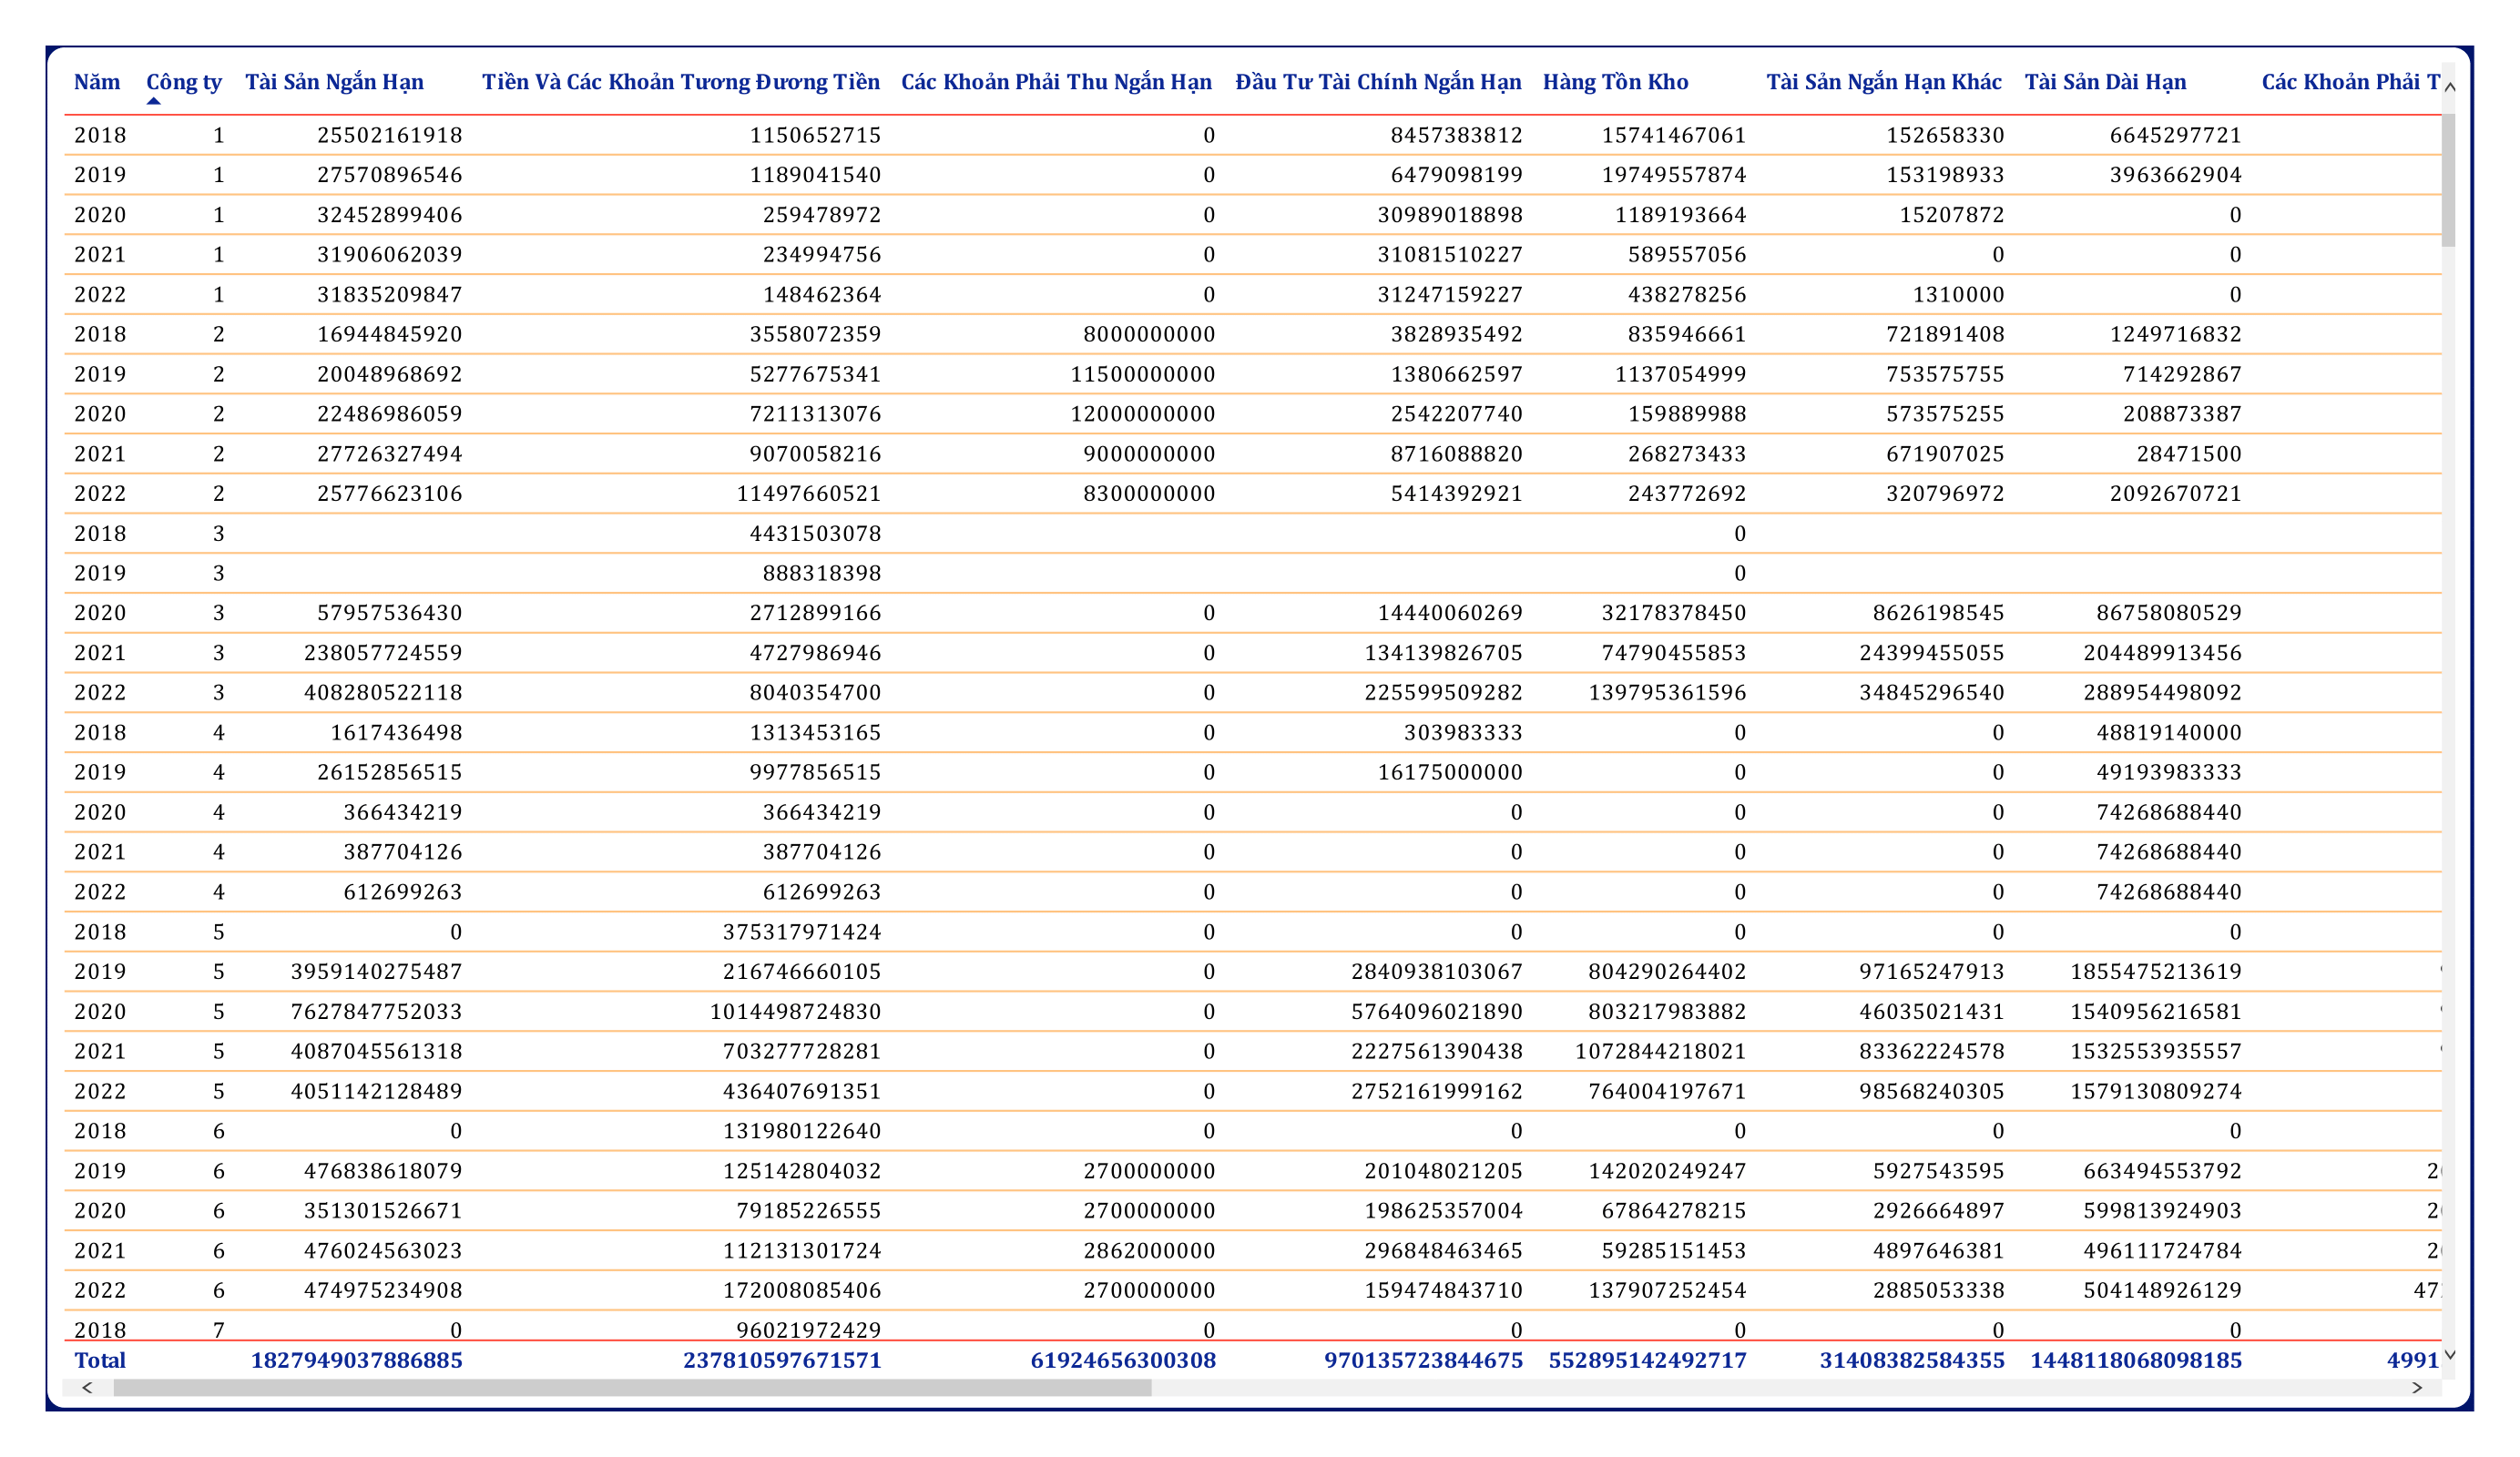 Năm Công ty Tài Sản Ngắn Hạn Tiền Và Các Khoản Tương Đương Tiền Các Khoản Phải Thu Ngắn Hạn Đầu Tư Tài Chính Ngắn Hạn Hàng Tồn Kho Tài Sản Ngắn Hạn Khác Tài Sản Dài Hạn Các Khoản Phải T
2018 1 25502161918 1150652715 0 8457383812 15741467061 152658330 6645297721
2019 1 27570896546 1189041540 0 6479098199 19749557874 153198933 3963662904
2020 1 32452899406 259478972 0 30989018898 1189193664 15207872 0
2021 1 31906062039 234994756 0 31081510227 589557056 0 0
2022 1 31835209847 148462364 0 31247159227 438278256 1310000 0
2018 2 16944845920 3558072359 8000000000 3828935492 835946661 721891408 1249716832
2019 2 20048968692 5277675341 11500000000 1380662597 1137054999 753575755 714292867
2020 2 22486986059 7211313076 12000000000 2542207740 159889988 573575255 208873387
2021 2 27726327494 9070058216 9000000000 8716088820 268273433 671907025 28471500
2022 2 25776623106 11497660521 8300000000 5414392921 243772692 320796972 2092670721
2018 3 4431503078 0
2019 3 888318398 0
2020 3 57957536430 2712899166 0 14440060269 32178378450 8626198545 86758080529
2021 3 238057724559 4727986946 0 134139826705 74790455853 24399455055 204489913456
2022 3 408280522118 8040354700 0 225599509282 139795361596 34845296540 288954498092
2018 4 1617436498 1313453165 0 303983333 0 0 48819140000
2019 4 26152856515 9977856515 0 16175000000 0 0 49193983333
2020 4 366434219 366434219 0 0 0 0 74268688440
2021 4 387704126 387704126 0 0 0 0 74268688440
2022 4 612699263 612699263 0 0 0 0 74268688440
2018 5 0 375317971424 0 0 0 0 0
2019 5 3959140275487 216746660105 0 2840938103067 804290264402 97165247913 1855475213619
2020 5 7627847752033 1014498724830 0 5764096021890 803217983882 46035021431 1540956216581
2021 5 4087045561318 703277728281 0 2227561390438 1072844218021 83362224578 1532553935557
2022 5 4051142128489 436407691351 0 2752161999162 764004197671 98568240305 1579130809274
2018 6 0 131980122640 0 0 0 0 0
2019 6 476838618079 125142804032 2700000000 201048021205 142020249247 5927543595 663494553792
2020 6 351301526671 79185226555 2700000000 198625357004 67864278215 2926664897 599813924903
2021 6 476024563023 112131301724 2862000000 296848463465 59285151453 4897646381 496111724784
2022 6 474975234908 172008085406 2700000000 159474843710 137907252454 2885053338 504148926129
2018 7 0 96021972429 0 0 0 0 0
Total 1827949037886885 237810597671571 61924656300308 970135723844675 552895142492717 31408382584355 1448118068098185 4991